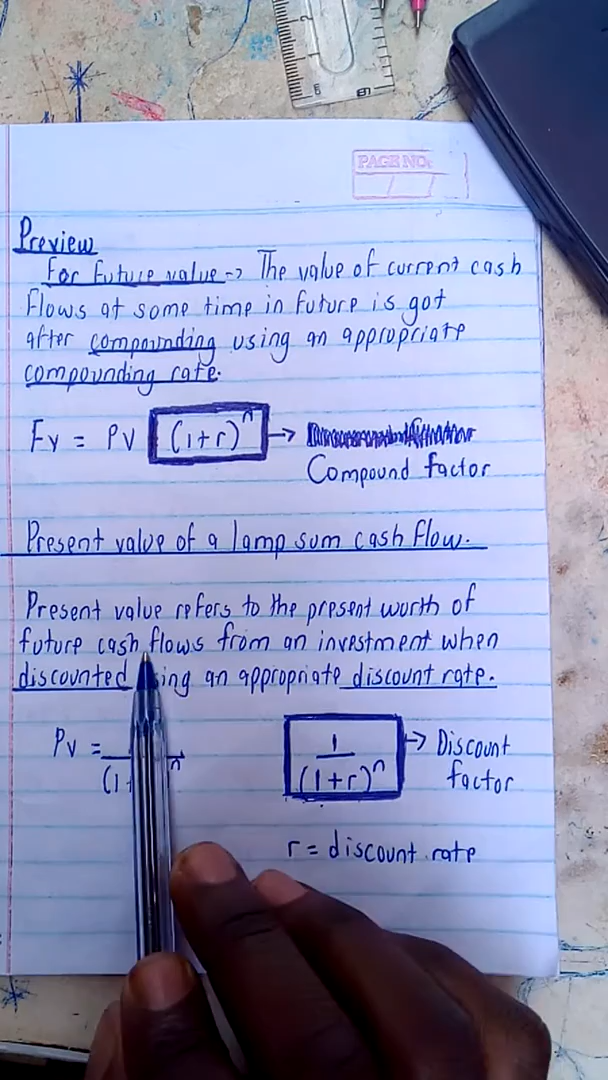 PAGE NO:
Preview
For future value -> The value of current cash
flows at some time in future is got
after compounding using an appropriate
compounding rate.
Fv = PV (1+r)^n ->
Compound factor
Present value of a lamp sum cash flow.
Present value refers to the present worth of
future cash flows from an investment when
discounted using an appropriate discount rate.
Pv =
1/(1+r)^n -> Discount
factor
r = discount rate